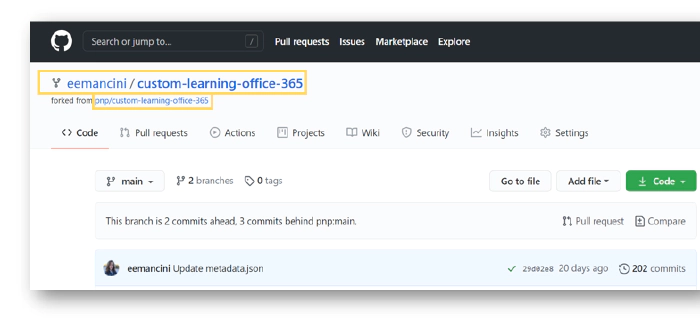 Search or jump to... / Pull requests Issues Marketplace Explore
eemancini / custom-learning-office-365
forced from pnp/custom-learning-office-365
<> Code Pull requests Actions Projects Wiki Security Insights Settings
main 2 branches 0 tags Go to file Add file Code
This branch is 2 commits ahead, 3 commits behind pnp:main. Pull request Compare
eemancini Update metadata.json 29d0288 20 days ago 202 commits